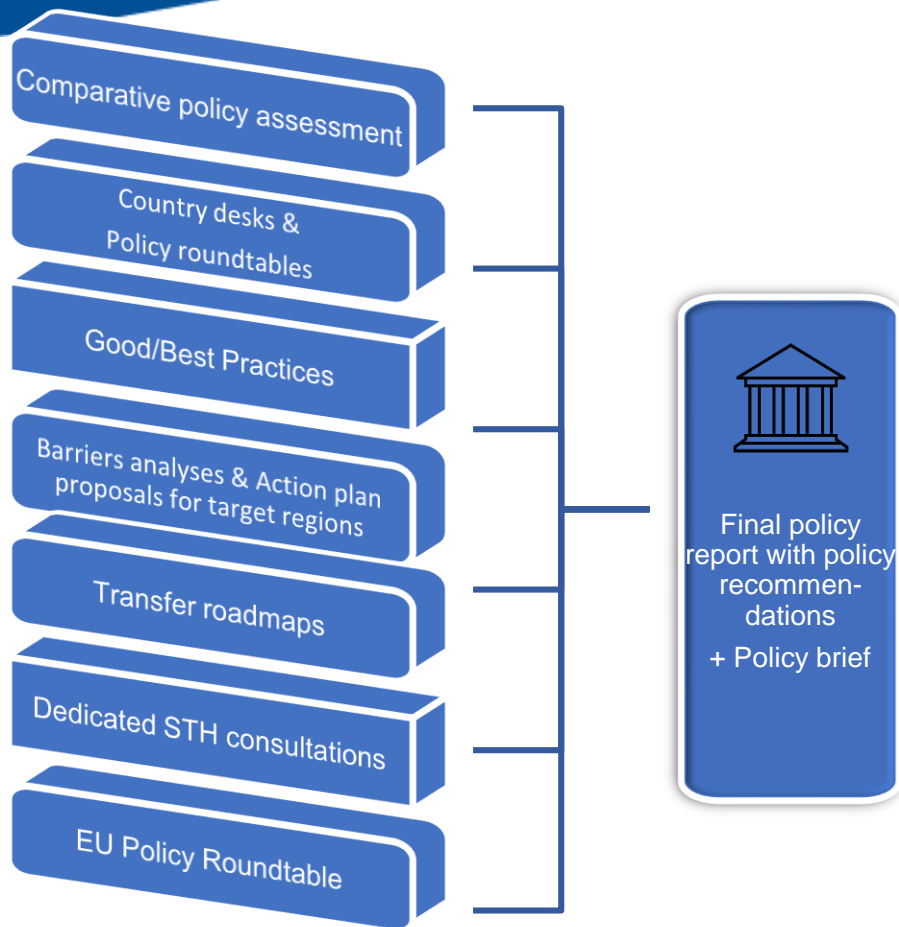 Comparative policy assessment
Country desks &
Policy roundtables
Good/Best Practices
Barriers analyses & Action plan
proposals for target regions
Transfer roadmaps
Dedicated STH consultations
EU Policy Roundtable
Final policy
report with policy
recommen-
dations
+ Policy brief